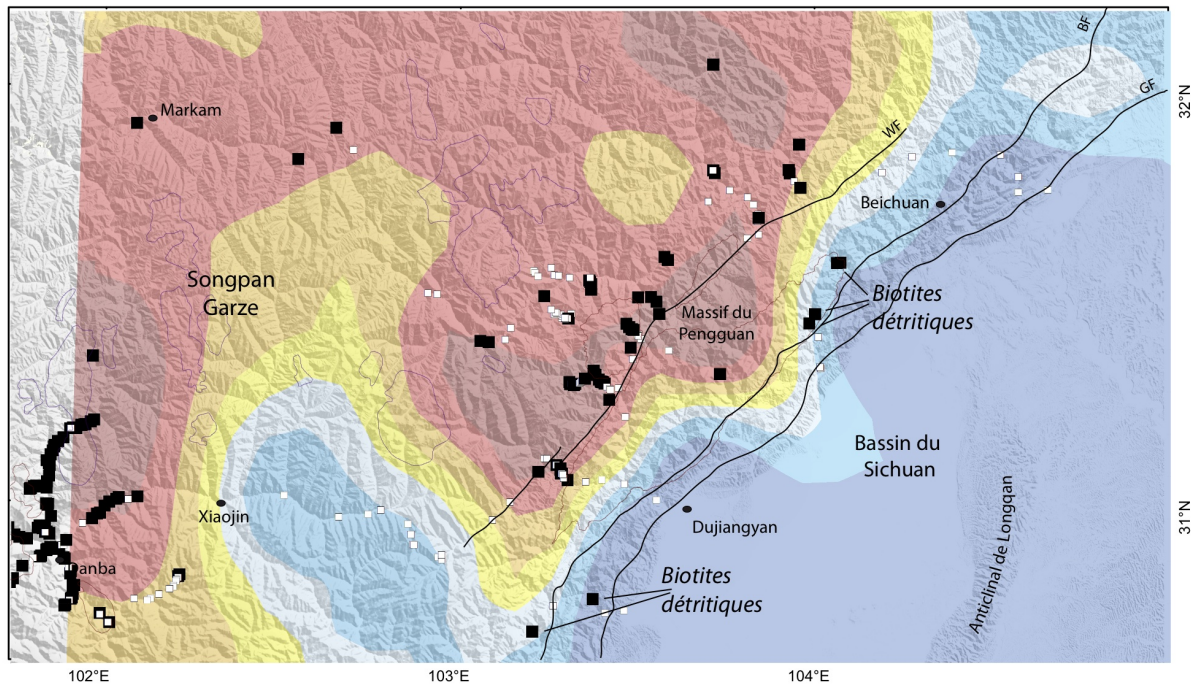 BF
GF
32°N
Markam
WF
Beichuan
Songpan
Garze
Biotites
détritiques
Massif du
Pengguan
Bassin du
Sichuan
Anticlinal de Longqan
31°N
Xiaojin
Dujiangyan
anba
Biotites
détritiques
102°E
103°E
104°E